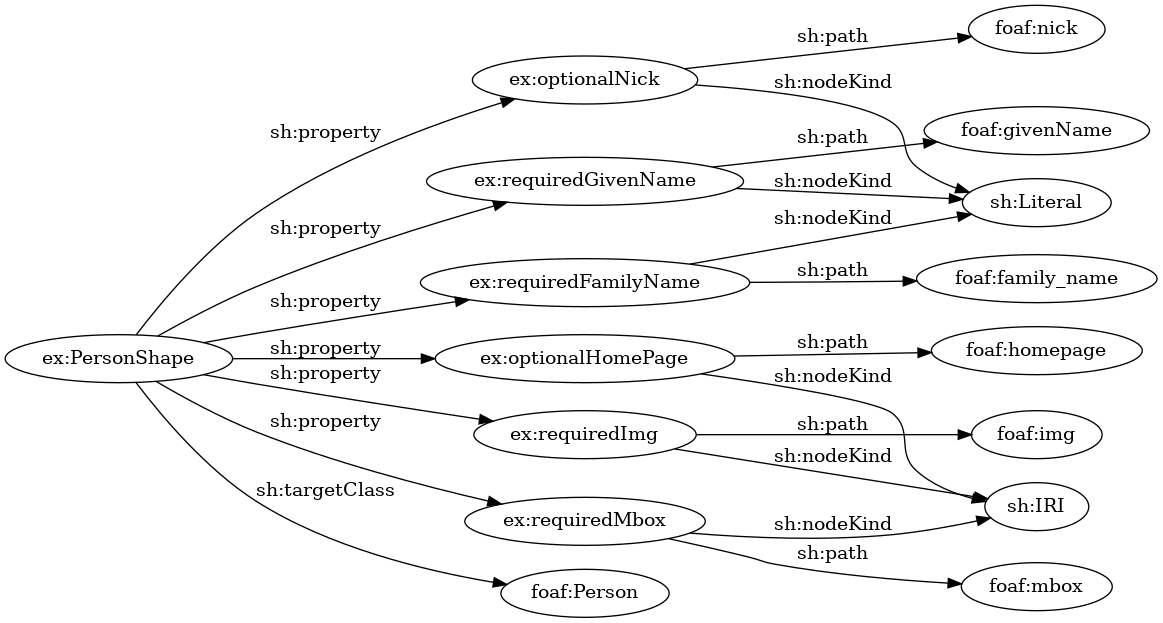 foaf:nick
sh:path
ex:optionalNick
sh:nodeKind
foaf:givenName
sh:property
sh:path
ex:requiredGivenName
sh:nodeKind
sh:Literal
sh:property
sh:nodeKind
ex:requiredFamilyName
sh:path
foaf:family_name
sh:property
ex:PersonShape
sh:property
ex:optionalHomePage
sh:path
foaf:homepage
sh:property
sh:nodeKind
sh:property
ex:requiredImg
sh:path
foaf:img
sh:nodeKind
sh:targetClass
sh:IRI
ex:requiredMbox
sh:nodeKind
sh:path
foaf:Person
foaf:mbox